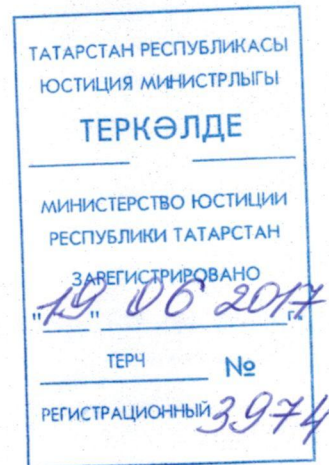 ТАТАРСТАН РЕСПУБЛИКАСЫ
ЮСТИЦИЯ МИНИСТРЛЫГЫ
ТЕРКӘЛДЕ
МИНИСТЕРСТВО ЮСТИЦИИ
РЕСПУБЛИКИ ТАТАРСТАН
ЗАРЕГИСТРИРОВАНО
"19" 06 2017 г.
ТЕРЧ №
РЕГИСТРАЦИОННЫЙ 3974